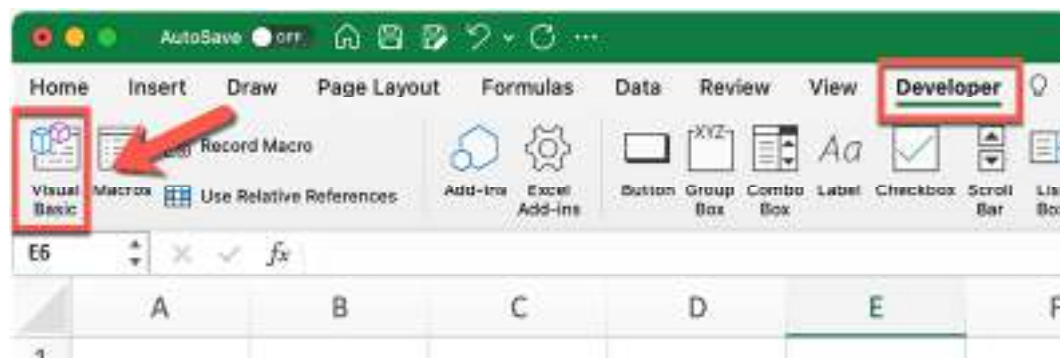 AutoSave OFF ...
Home Insert Draw Page Layout Formulas Data Review View Developer
Record Macro
Use Relative References
Visual Basic
Macros
Add-ins
Excel Add-ins
Button
XYZ
Group Box
Combo Box
Aa
Label
Checkbox
Scroll Bar
E6
fx
A B C D E F
1